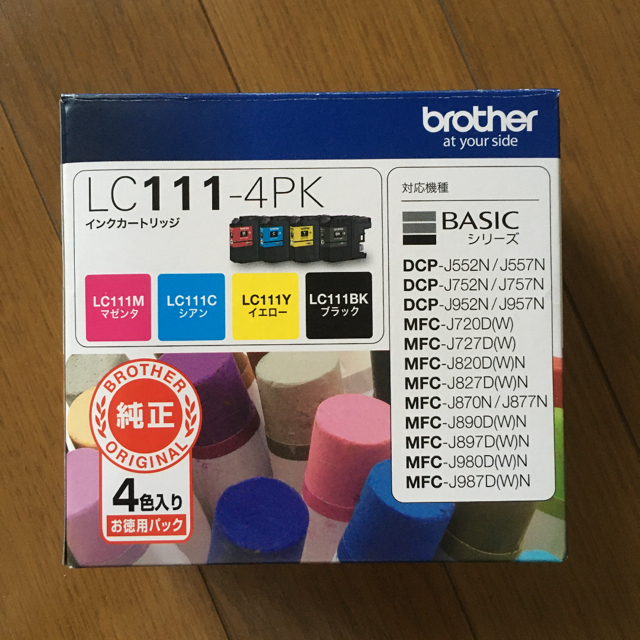 brother
at your side
LC111-4PK
インクカートリッジ
LC111M
マゼンタ
LC111C
シアン
LC111Y
イエロー
LC111BK
ブラック
対応機種
BASIC
シリーズ
DCP-J552N/J557N
DCP-J752N/J757N
DCP-J952N/J957N
MFC-J720D(W)
MFC-J727D(W)
MFC-J820D(W)N
MFC-J827D(W)N
MFC-J870N/J877N
MFC-J890D(W)N
MFC-J897D(W)N
MFC-J980D(W)N
MFC-J987D(W)N
BROTHER
純正
ORIGINAL
4色入り
お徳用パック